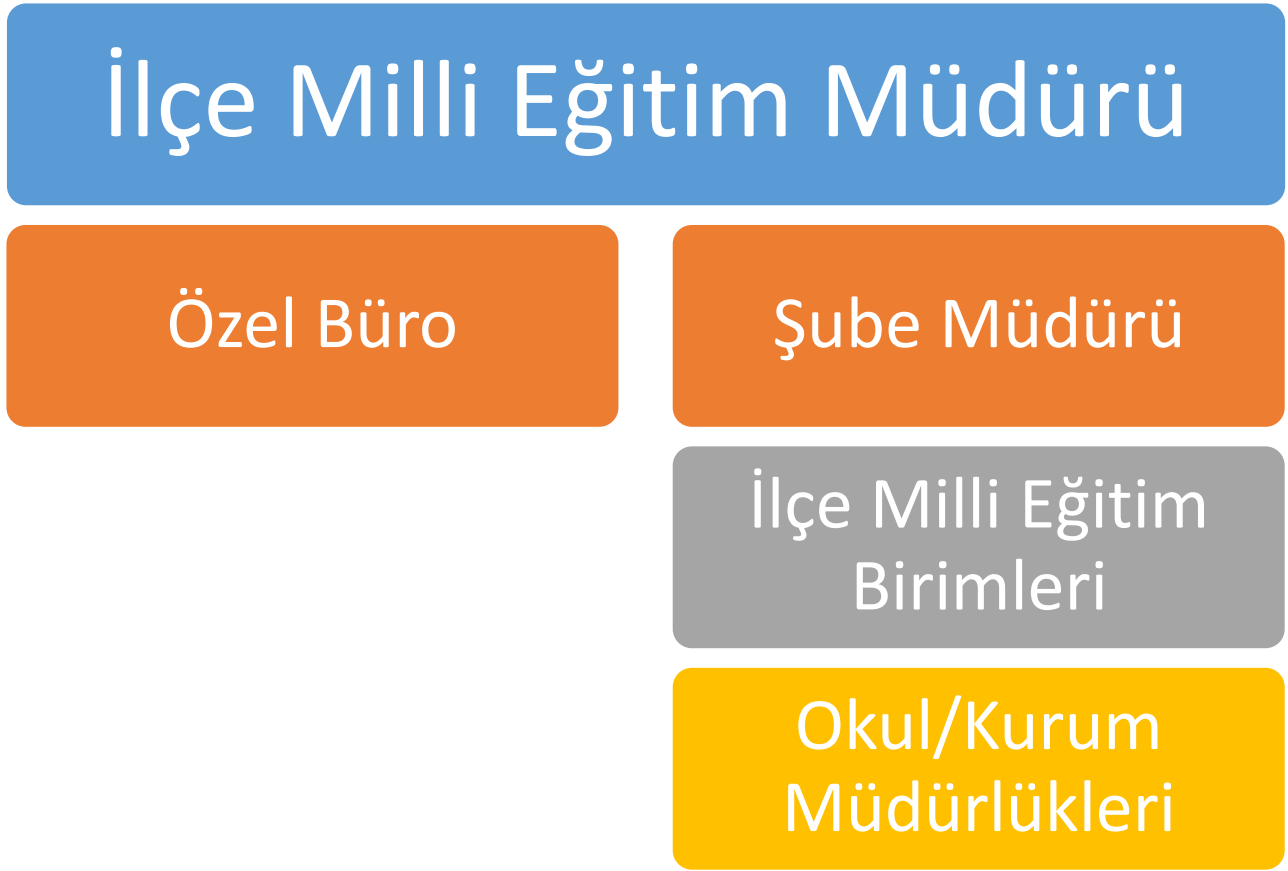 İlçe Milli Eğitim Müdürü
Özel Büro
Şube Müdürü
İlçe Milli Eğitim
Birimleri
Okul/Kurum
Müdürlükleri